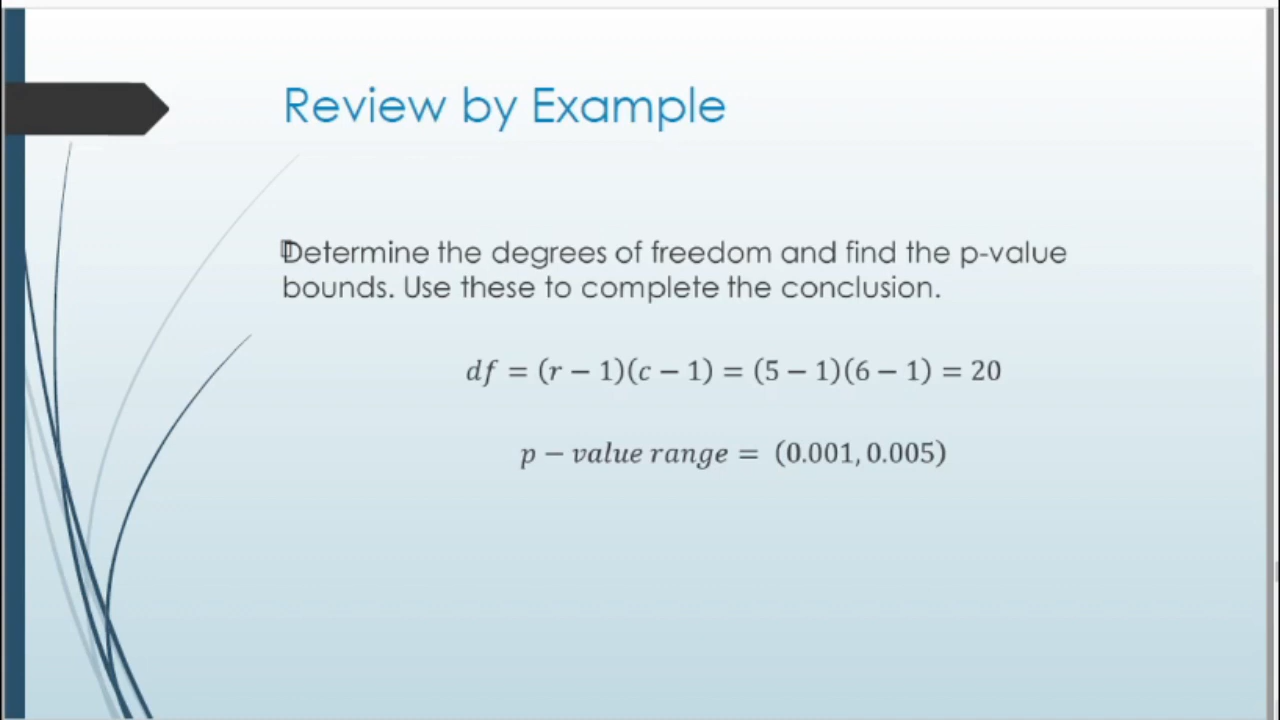 Review by Example
Determine the degrees of freedom and find the p-value
bounds. Use these to complete the conclusion.
df = (r − 1)(c − 1) = (5 − 1)(6 − 1) = 20
p − value range = (0.001, 0.005)